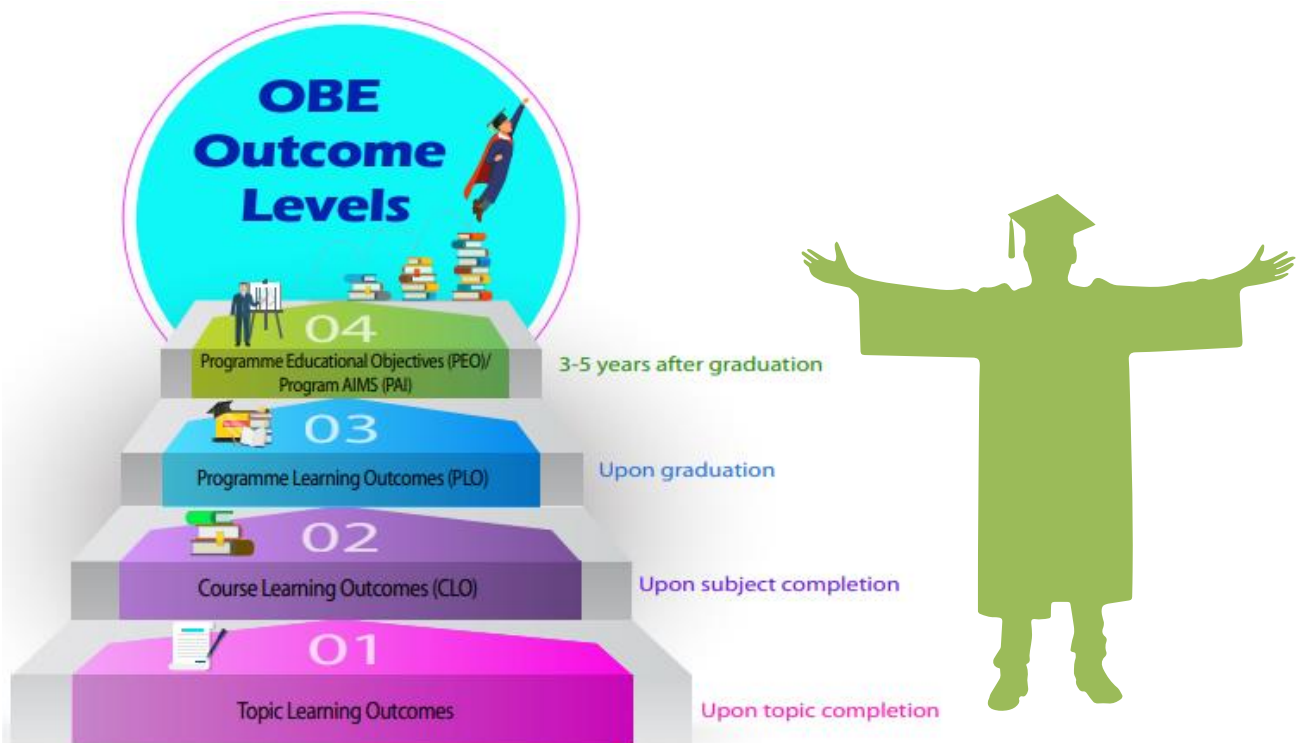 OBE
Outcome
Levels
04
Programme Educational Objectives (PEO)/
Program AIMS (PAI)
3-5 years after graduation
03
Programme Learning Outcomes (PLO)
Upon graduation
02
Course Learning Outcomes (CLO)
Upon subject completion
01
Topic Learning Outcomes
Upon topic completion